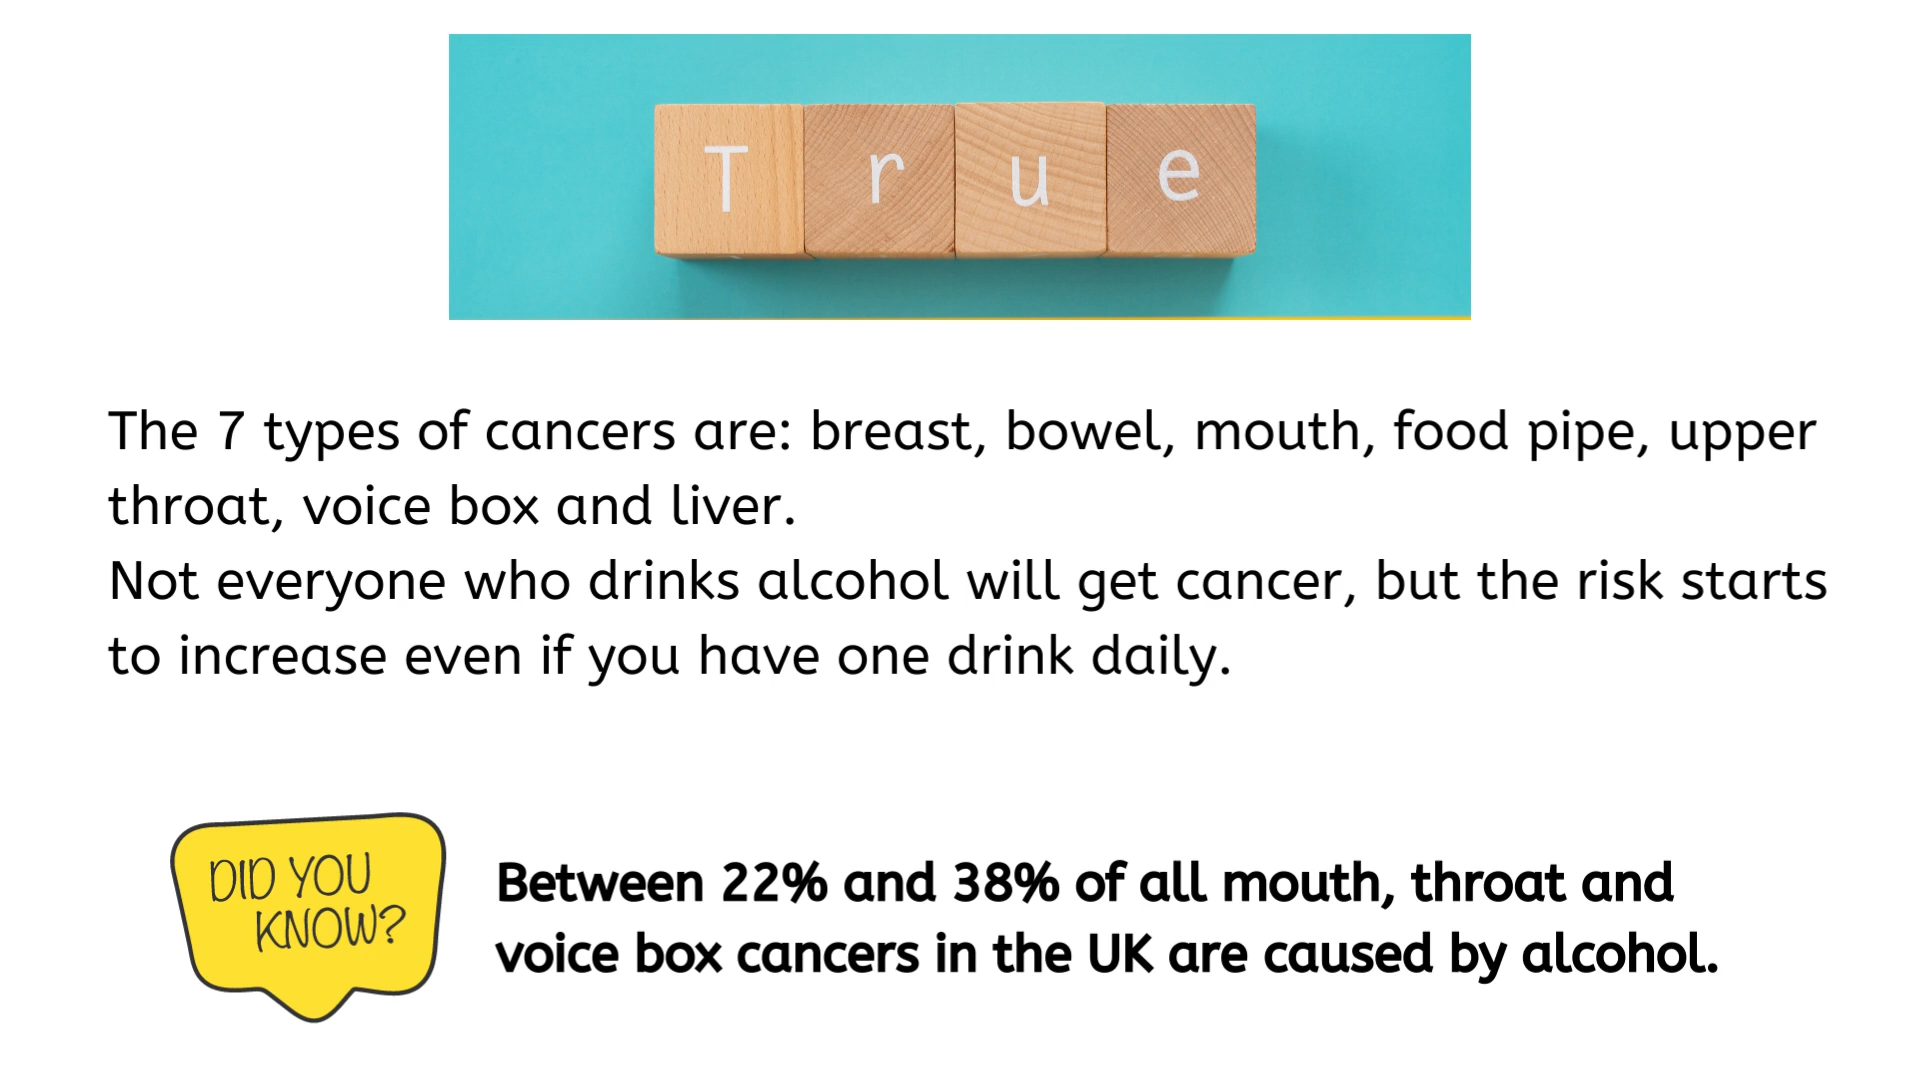 True
The 7 types of cancers are: breast, bowel, mouth, food pipe, upper
throat, voice box and liver.
Not everyone who drinks alcohol will get cancer, but the risk starts
to increase even if you have one drink daily.
DID YOU
KNOW?
Between 22% and 38% of all mouth, throat and
voice box cancers in the UK are caused by alcohol.